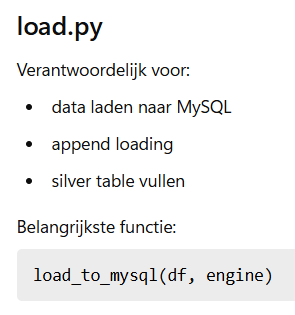 load.py
Verantwoordelijk voor:
data laden naar MySQL
append loading
silver table vullen
Belangrijkste functie:
load_to_mysql(df, engine)